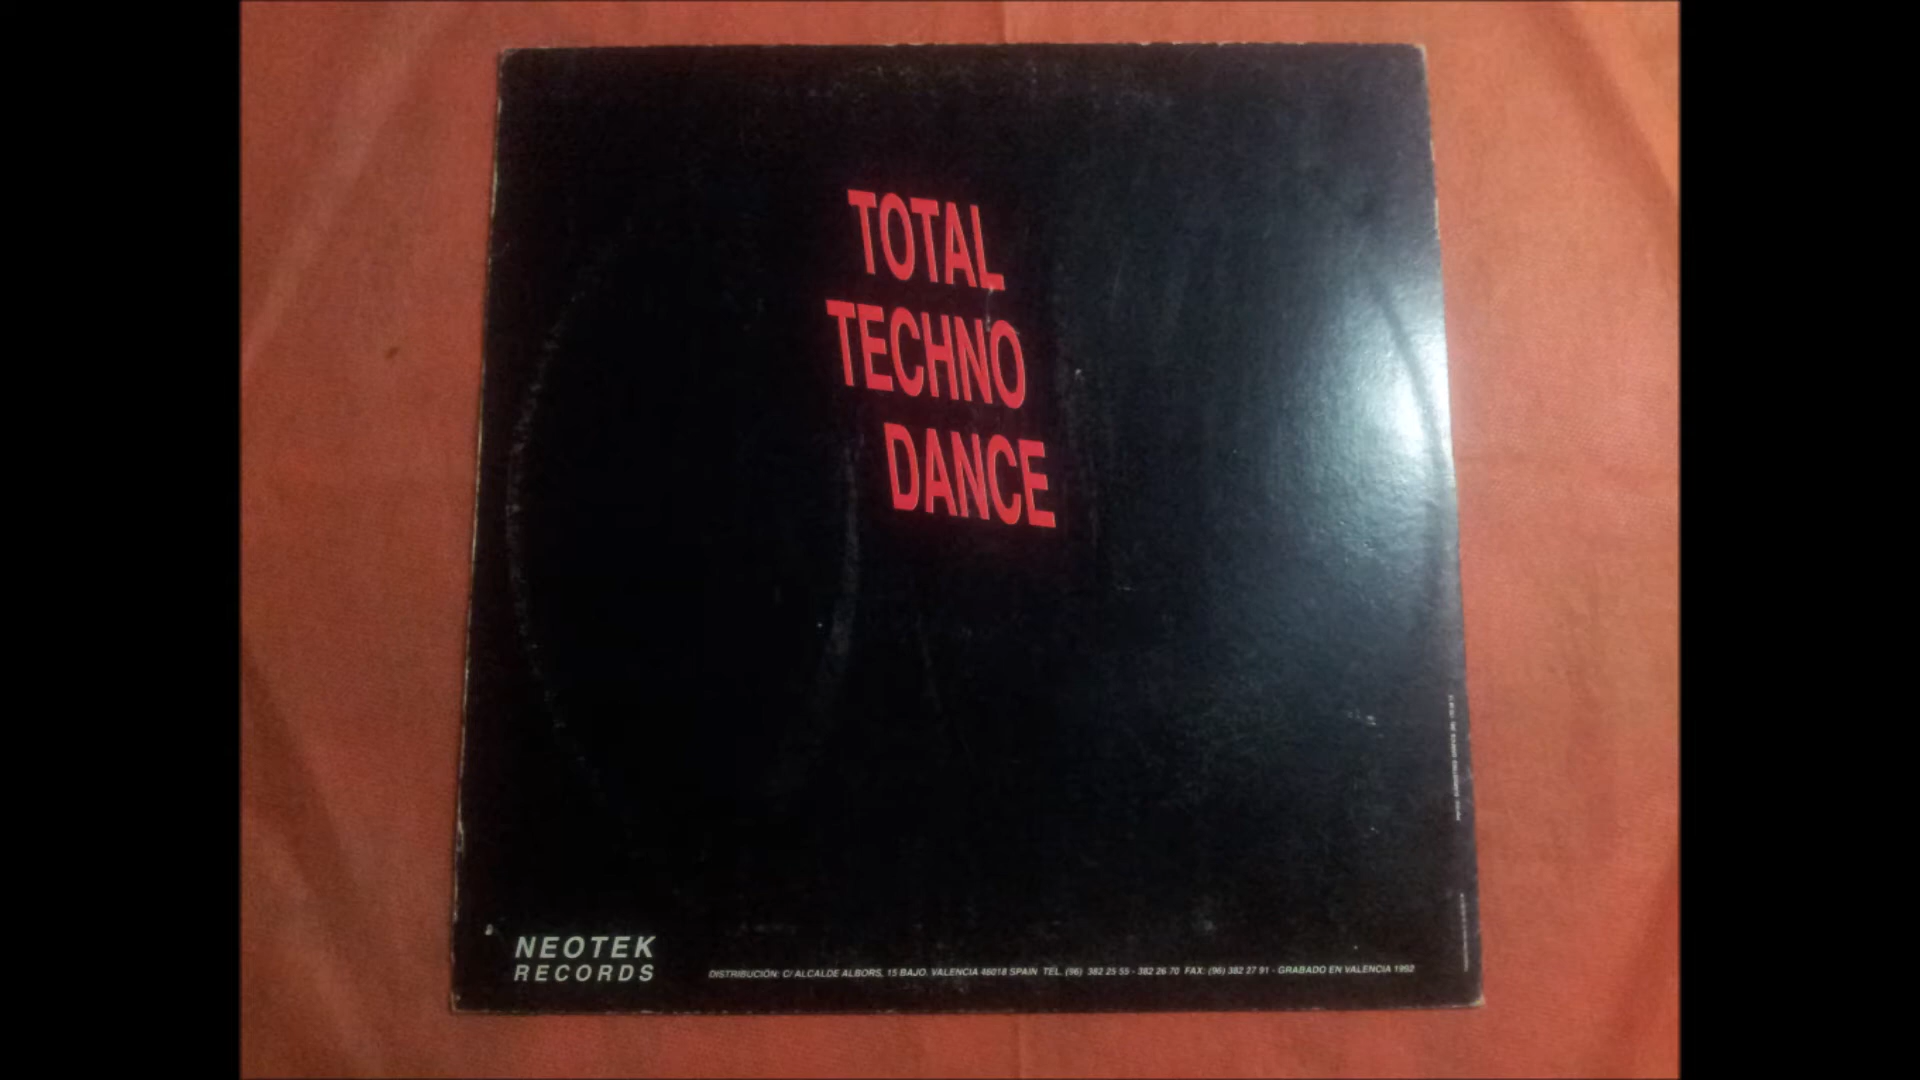 TOTAL
TECHNO
DANCE
NEOTEK
RECORDS
DISTRIBUCIÓN: C/ ALCALDE ALBORS, 15 BAJO. VALENCIA 46018 SPAIN TEL. (96) 382 25 55 - 382 26 70 FAX: (96) 382 27 91 - GRABADO EN VALENCIA 1992